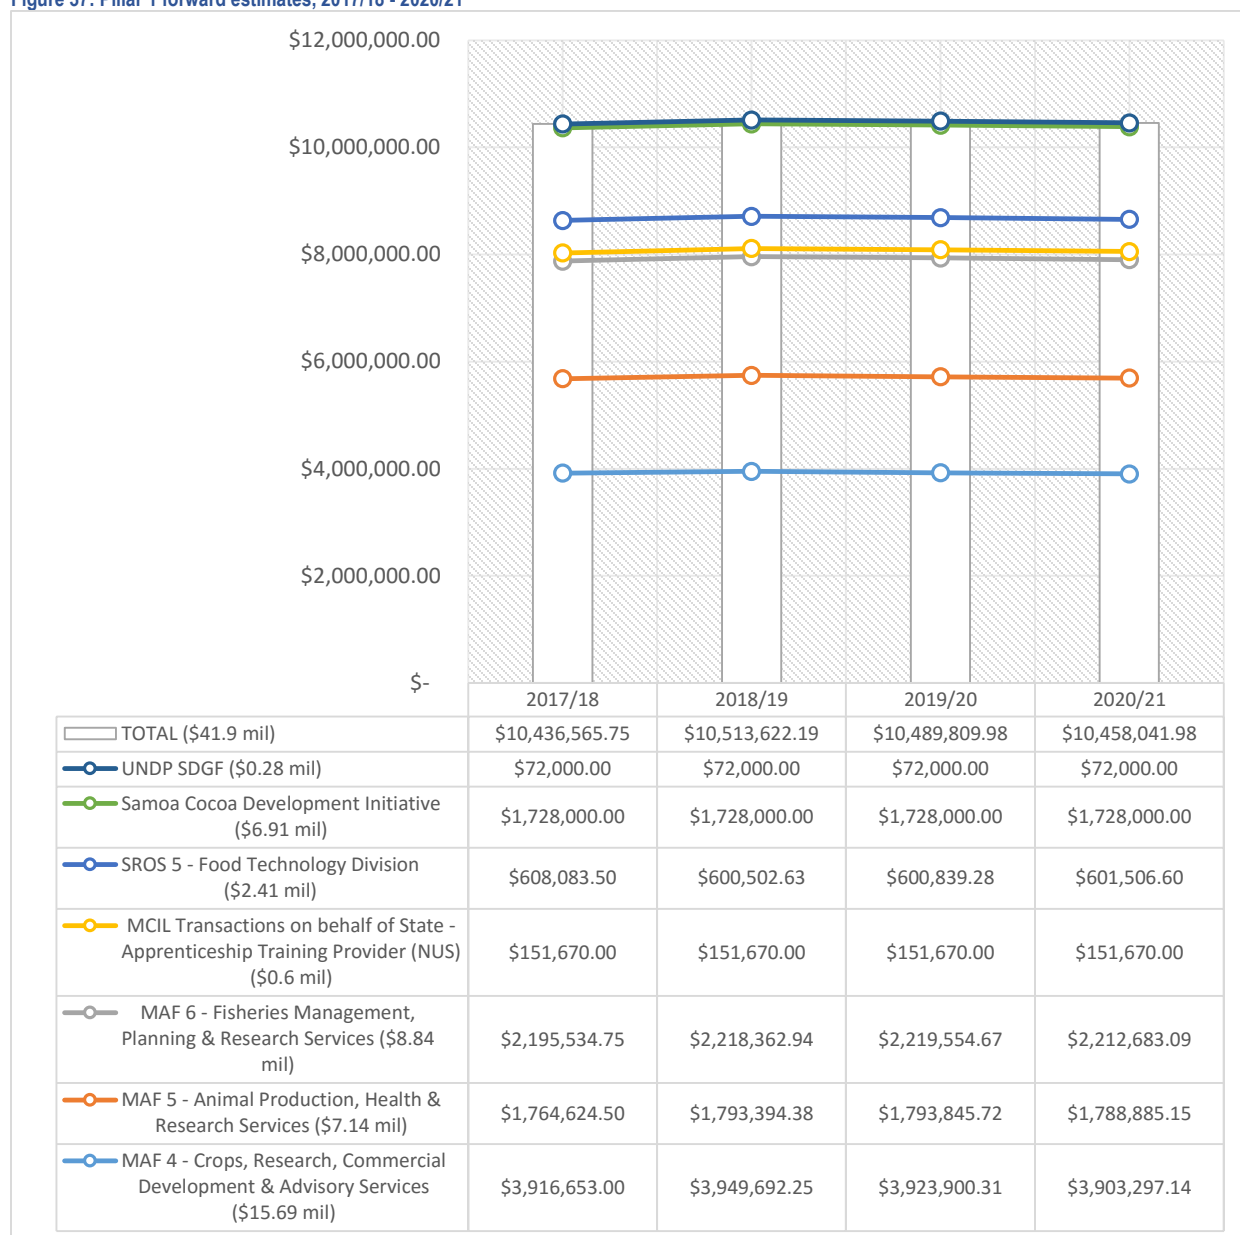 Figure 37: Pillar 1 forward estimates, 2017/18 - 2020/21
$12,000,000.00
$10,000,000.00
$8,000,000.00
$6,000,000.00
$4,000,000.00
$2,000,000.00
$-
2017/18 2018/19 2019/20 2020/21
TOTAL ($41.9 mil) $10,436,565.75 $10,513,622.19 $10,489,809.98 $10,458,041.98
UNDP SDGF ($0.28 mil) $72,000.00 $72,000.00 $72,000.00 $72,000.00
Samoa Cocoa Development Initiative
($6.91 mil) $1,728,000.00 $1,728,000.00 $1,728,000.00 $1,728,000.00
SROS 5 - Food Technology Division
($2.41 mil) $608,083.50 $600,502.63 $600,839.28 $601,506.60
MCIL Transactions on behalf of State -
Apprenticeship Training Provider (NUS) $151,670.00 $151,670.00 $151,670.00 $151,670.00
($0.6 mil)
MAF 6 - Fisheries Management,
Planning & Research Services ($8.84 $2,195,534.75 $2,218,362.94 $2,219,554.67 $2,212,683.09
mil)
MAF 5 - Animal Production, Health &
Research Services ($7.14 mil) $1,764,624.50 $1,793,394.38 $1,793,845.72 $1,788,885.15
MAF 4 - Crops, Research, Commercial
Development & Advisory Services $3,916,653.00 $3,949,692.25 $3,923,900.31 $3,903,297.14
($15.69 mil)